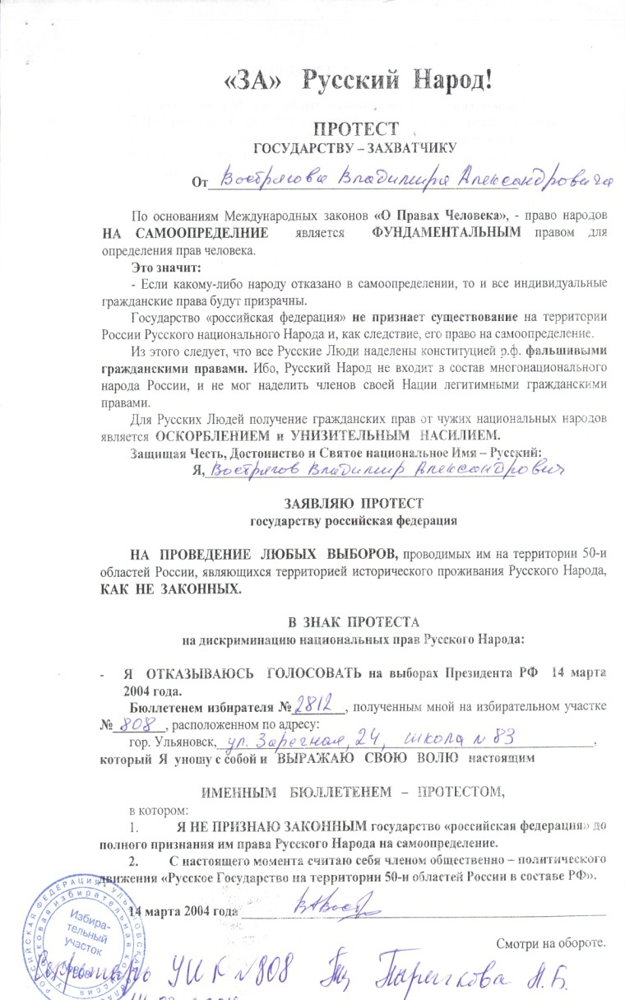 «ЗА» Русский Народ!
ПРОТЕСТ
ГОСУДАРСТВУ – ЗАХВАТЧИКУ
От Вострягова Владимира Александровича
По основаниям Международных законов «О Правах Человека», - право народов
НА САМООПРЕДЕЛНИЕ является ФУНДАМЕНТАЛЬНЫМ правом для
определения прав человека.
Это значит:
- Если какому-либо народу отказано в самоопределении, то и все индивидуальные
гражданские права будут призрачны.
Государство «российская федерация» не признает существование на территории
России Русского национального Народа и, как следствие, его право на самоопределение.
Из этого следует, что все Русские Люди наделены конституцией р.ф. фальшивыми
гражданскими правами. Ибо, Русский Народ не входит в состав многонационального
народа России, и не мог наделить членов своей Нации легитимными гражданскими
правами.
Для Русских Людей получение гражданских прав от чужих национальных народов
является ОСКОРБЛЕНИЕМ и УНИЗИТЕЛЬНЫМ НАСИЛИЕМ.
Защищая Честь, Достоинство и Святое национальное Имя – Русский:
Я, Востряков Владимир Александрович
ЗАЯВЛЯЮ ПРОТЕСТ
государству российская федерация
НА ПРОВЕДЕНИЕ ЛЮБЫХ ВЫБОРОВ, проводимых им на территории 50-и
областей России, являющихся территорией исторического проживания Русского Народа,
КАК НЕ ЗАКОННЫХ.
В ЗНАК ПРОТЕСТА
на дискриминацию национальных прав Русского Народа:
- Я ОТКАЗЫВАЮСЬ ГОЛОСОВАТЬ на выборах Президента РФ 14 марта
2004 года.
Бюллетенем избирателя № 2812, полученным мной на избирательном участке
№ 808, расположенном по адресу:
гор. Ульяновск, ул. Заречная, 24, школа № 83,
который Я уношу с собой и ВЫРАЖАЮ СВОЮ ВОЛЮ настоящим
ИМЕННЫМ БЮЛЛЕТЕНЕМ – ПРОТЕСТОМ,
в котором:
1. Я НЕ ПРИЗНАЮ ЗАКОННЫМ государство «российская федерация» до
полного признания им права Русского Народа на самоопределение.
2. С настоящего момента считаю себя членом общественно – политического
движения «Русское Государство на территории 50-и областей России в составе РФ».
14 марта 2004 года
Смотри на обороте.
Избира-
тельный
участок
УИК № 808